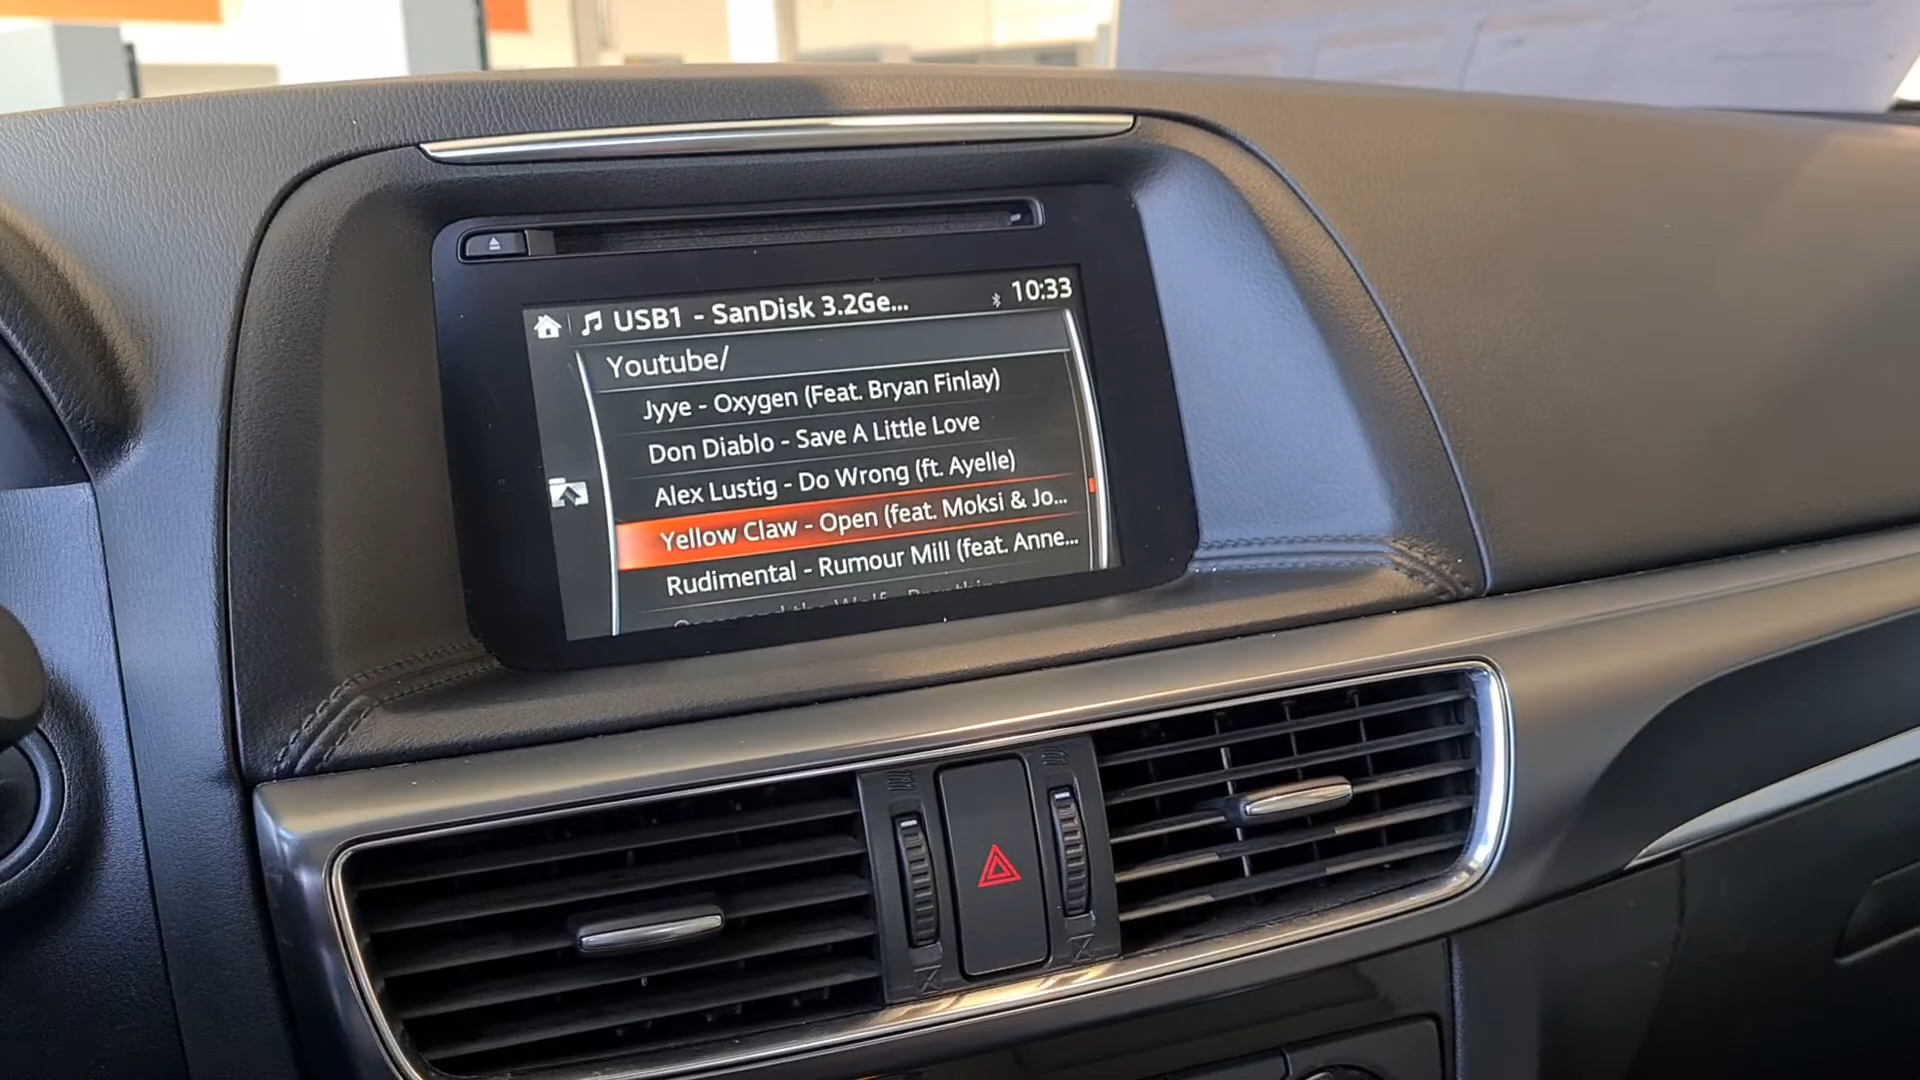 USB1 - SanDisk 3.2Ge... 10:33
Youtube/
Jyye - Oxygen (Feat. Bryan Finlay)
Don Diablo - Save A Little Love
Alex Lustig - Do Wrong (ft. Ayelle)
Yellow Claw - Open (feat. Moksi & Jo...
Rudimental - Rumour Mill (feat. Anne...